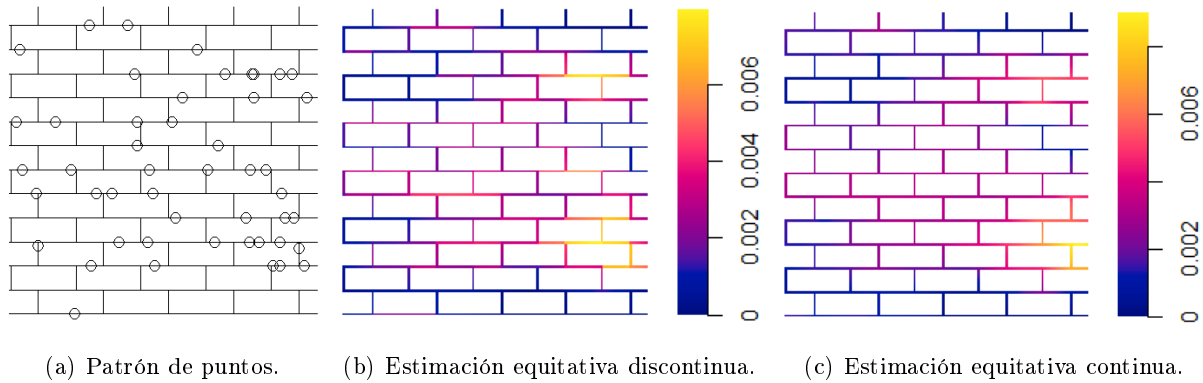 0.006
0.004
0.002
0
0.006
0.002
0
(a) Patrón de puntos.
(b) Estimación equitativa discontinua.
(c) Estimación equitativa continua.